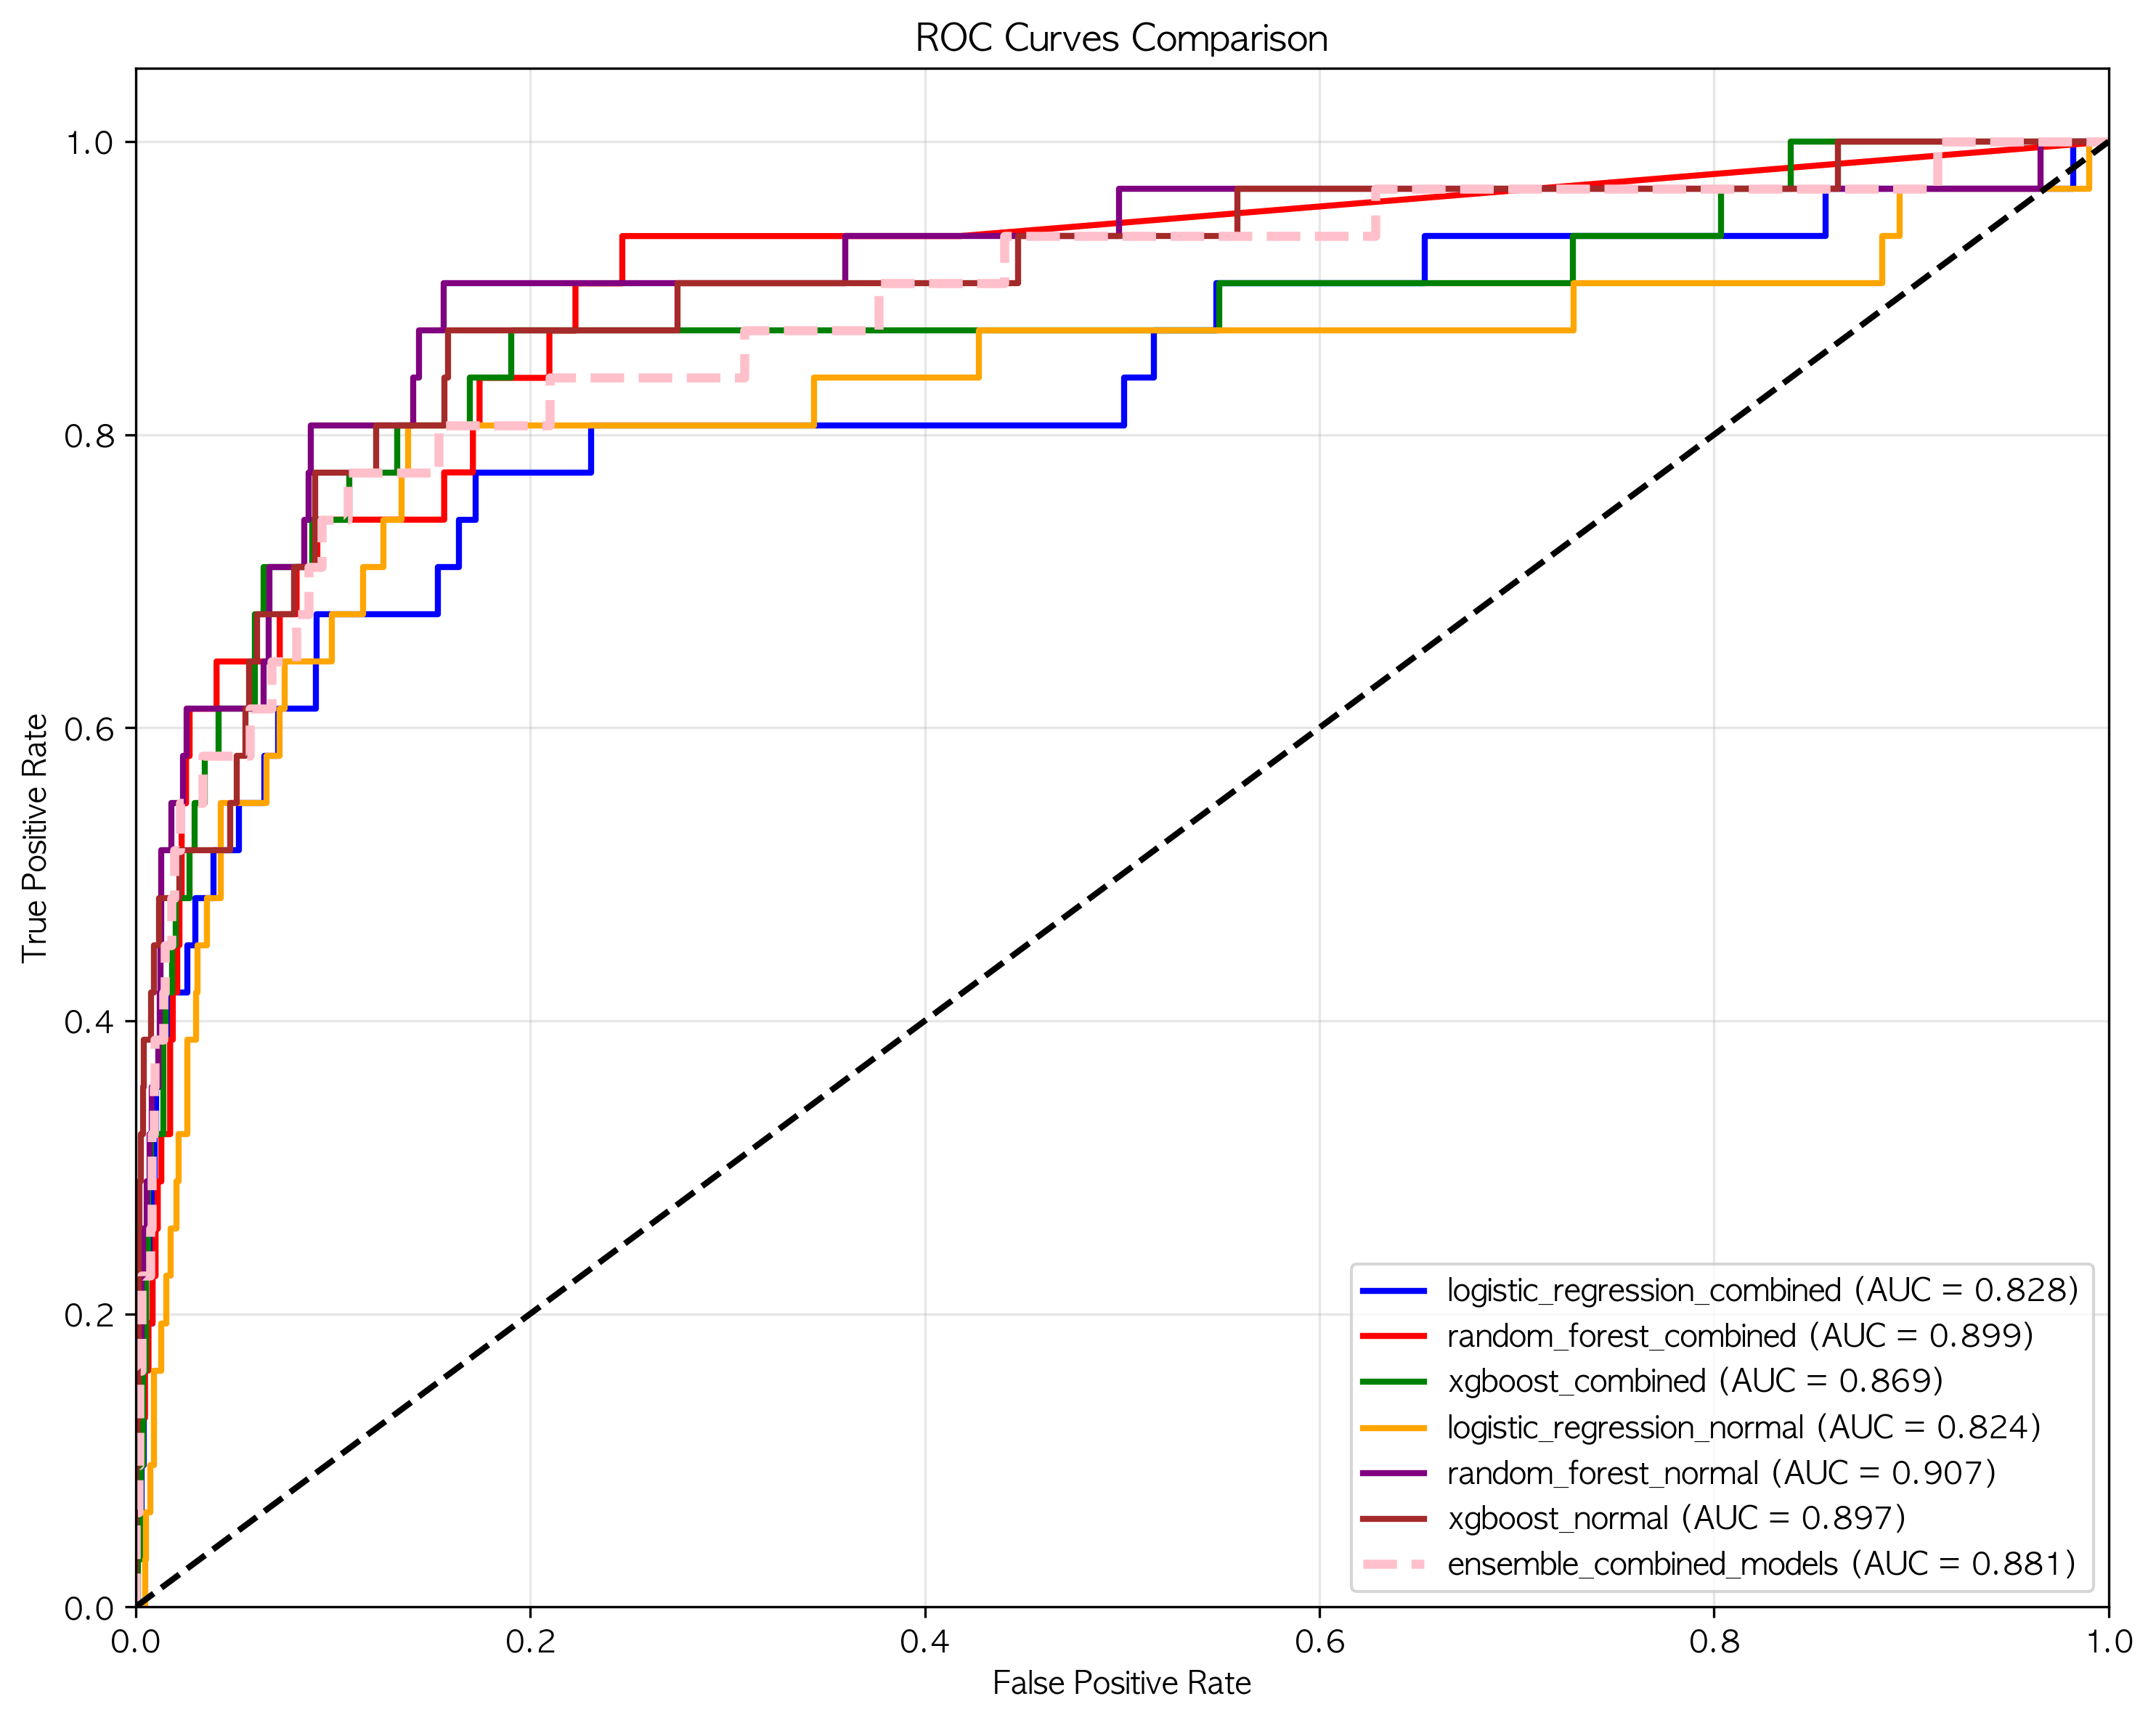 ROC Curves Comparison
1.0
0.8
0.6
0.4
0.2
0.0
True Positive Rate
0.0 0.2 0.4 0.6 0.8 1.0
False Positive Rate
logistic_regression_combined (AUC = 0.828)
random_forest_combined (AUC = 0.899)
xgboost_combined (AUC = 0.869)
logistic_regression_normal (AUC = 0.824)
random_forest_normal (AUC = 0.907)
xgboost_normal (AUC = 0.897)
ensemble_combined_models (AUC = 0.881)